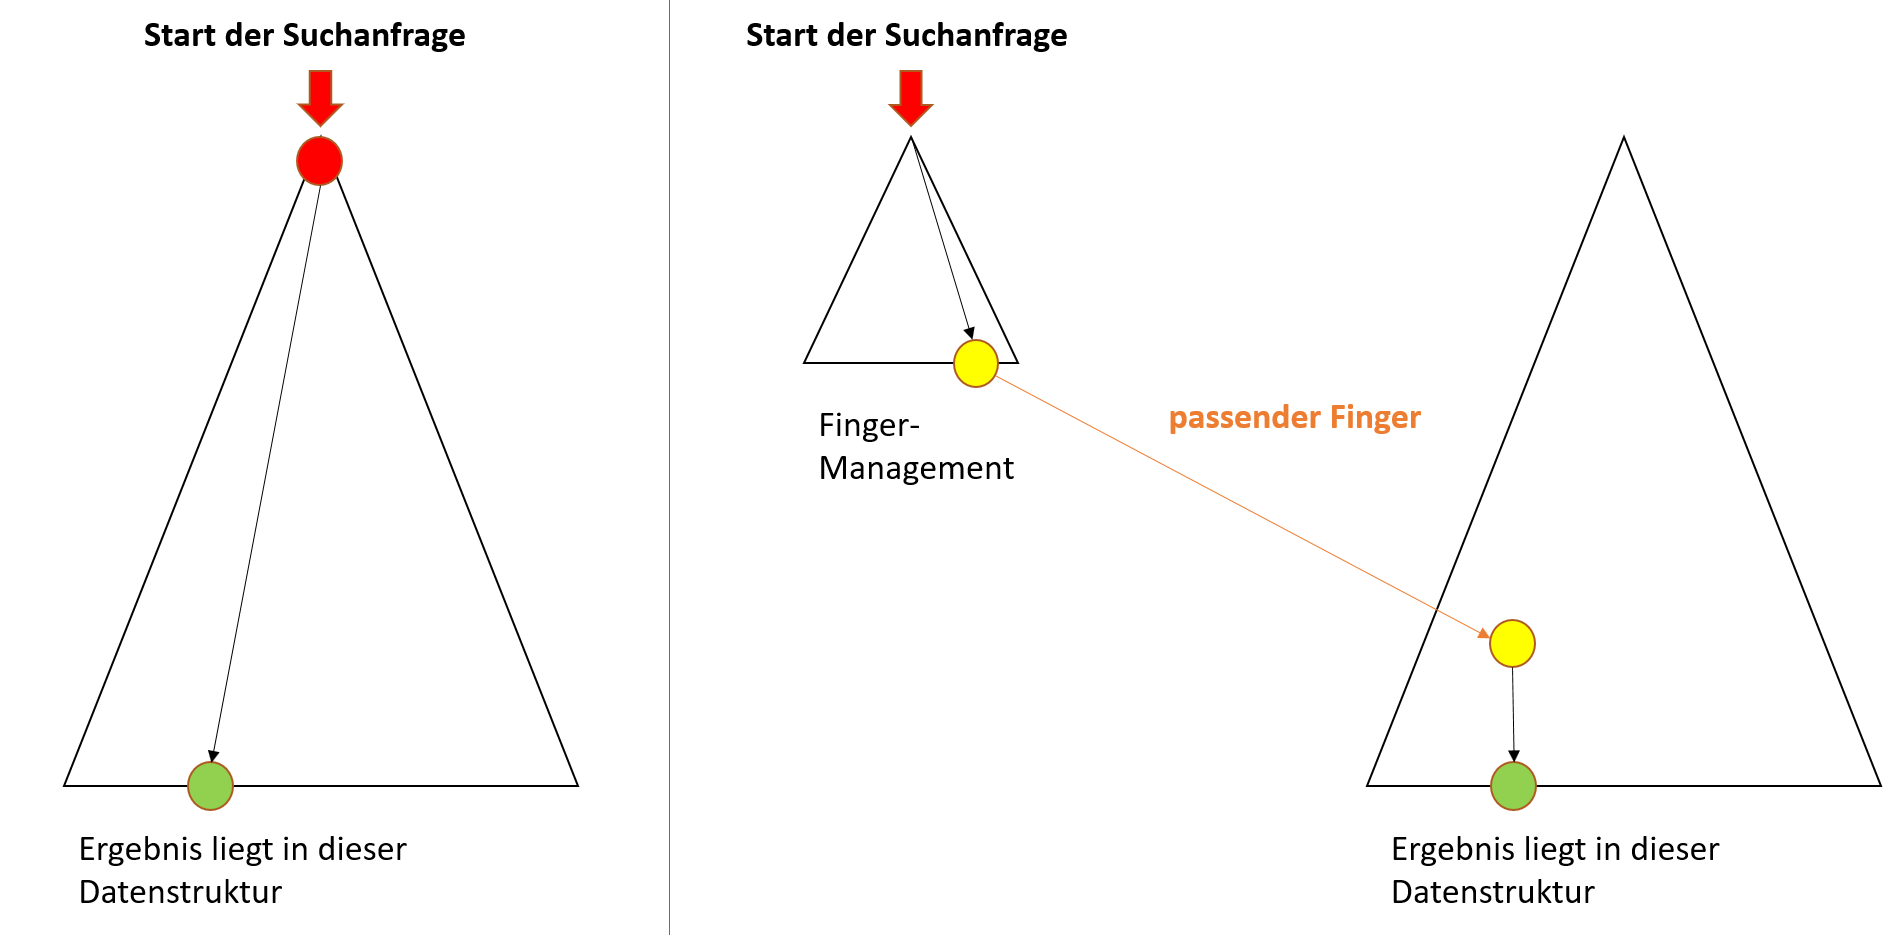 Start der Suchanfrage
Ergebnis liegt in dieser
Datenstruktur
Start der Suchanfrage
Finger-
Management
passender Finger
Ergebnis liegt in dieser
Datenstruktur